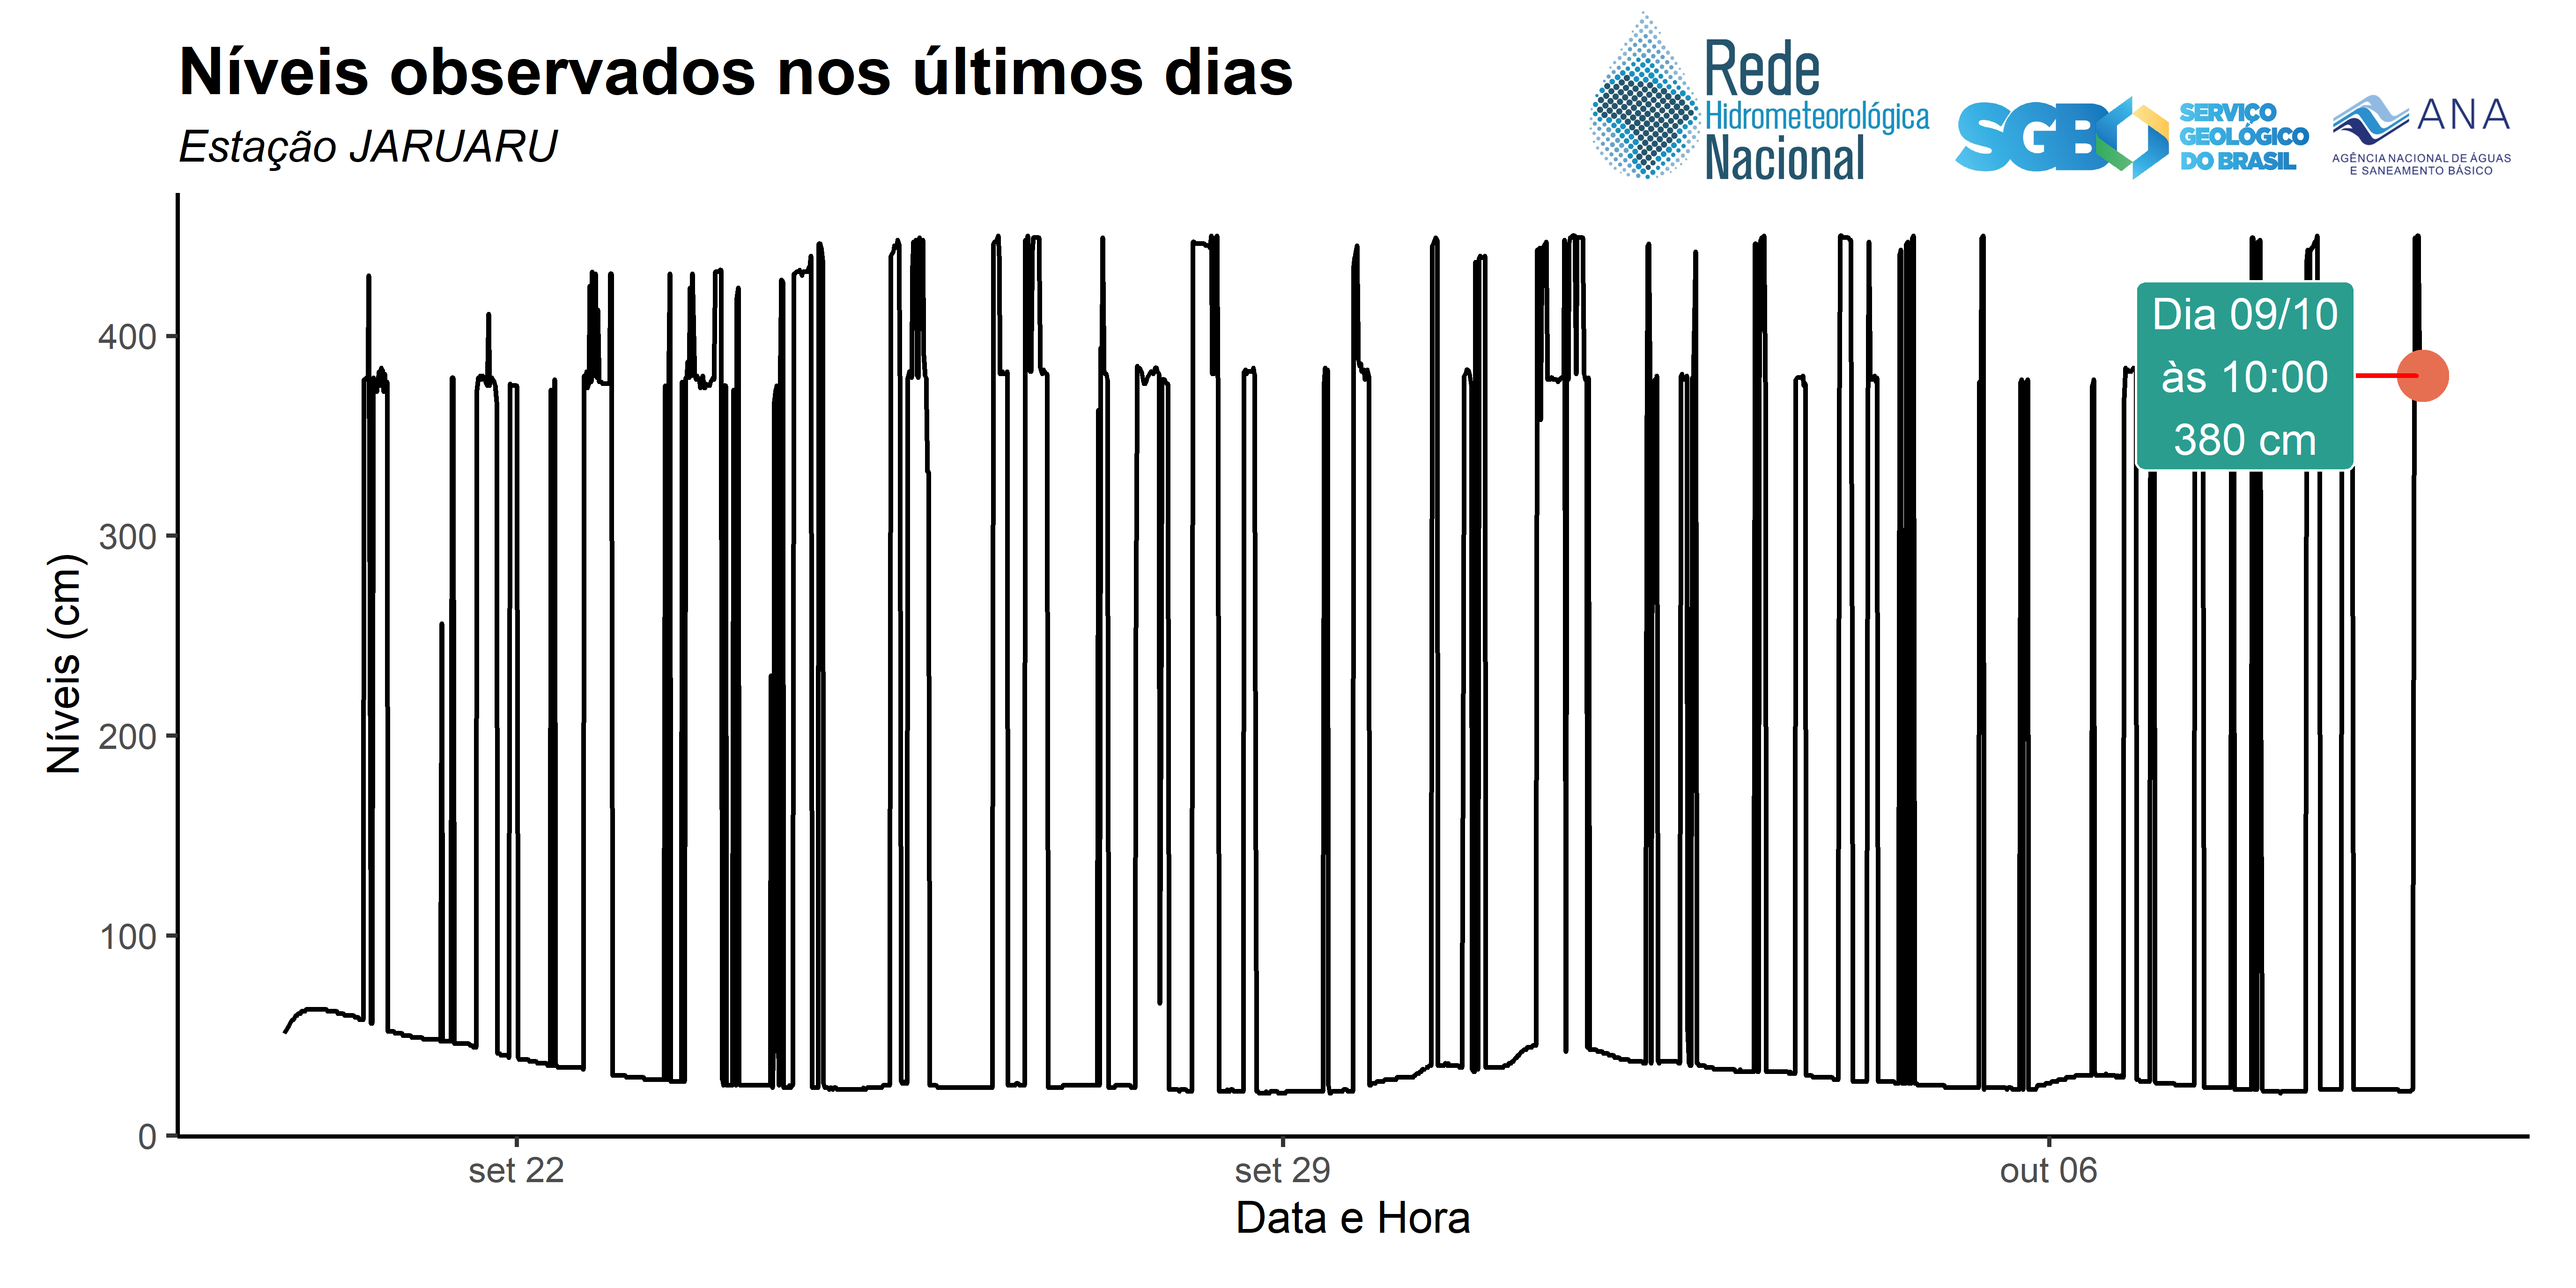 Níveis observados nos últimos dias
Estação JARUARU
Rede
Hidrometeorológica
Nacional
SGB
SERVIÇO
GEOLÓGICO
DO BRASIL
ANA
AGÊNCIA NACIONAL DE ÁGUAS
E SANEAMENTO BÁSICO
Níveis (cm)
400
300
200
100
0
Dia 09/10
às 10:00
380 cm
set 22
set 29
out 06
Data e Hora